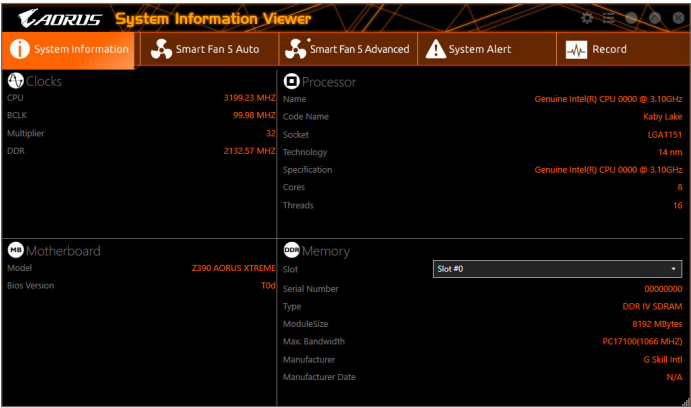 AORUS System Information Viewer
System Information Smart Fan 5 Auto Smart Fan 5 Advanced System Alert Record
Clocks
CPU 3199.23 MHZ
BCLK 99.98 MHZ
Multiplier 32
DDR 2132.57 MHZ
Processor
Name Genuine Intel(R) CPU 0000 @ 3.10GHz
Code Name Kaby Lake
Socket LGA1151
Technology 14 nm
Specification Genuine Intel(R) CPU 0000 @ 3.10GHz
Cores 8
Threads 16
MB Motherboard
Model Z390 AORUS XTREME
Bios Version T0d
DDR Memory
Slot Slot #0
Serial Number 00000000
Type DDR IV SDRAM
ModuleSize 8192 MBytes
Max. Bandwidth PC17100(1066 MHZ)
Manufacturer G Skill Intl
Manufacturer Date N/A